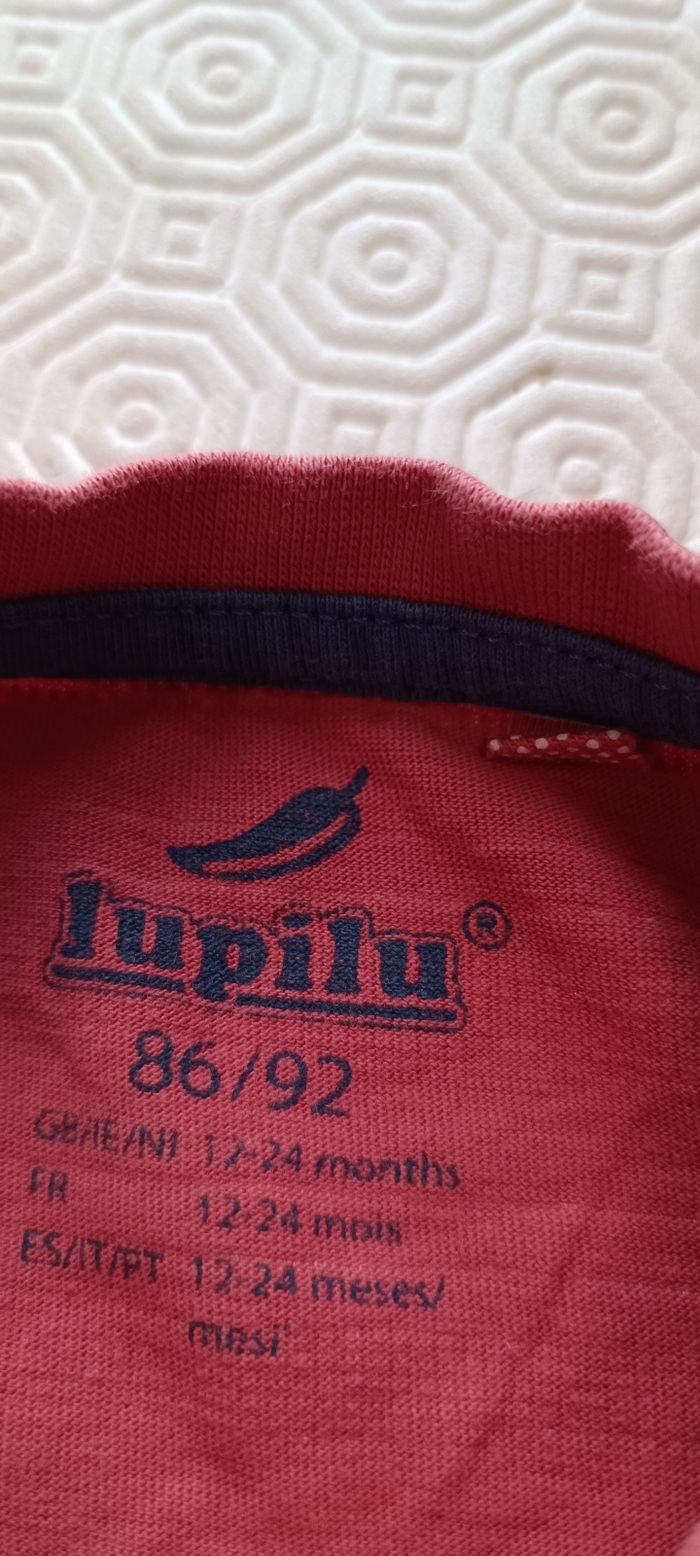 lupilu®
86/92
GB/IE/NI 12-24 months
FR 12-24 mois
ES/IT/PT 12-24 meses/
mesi